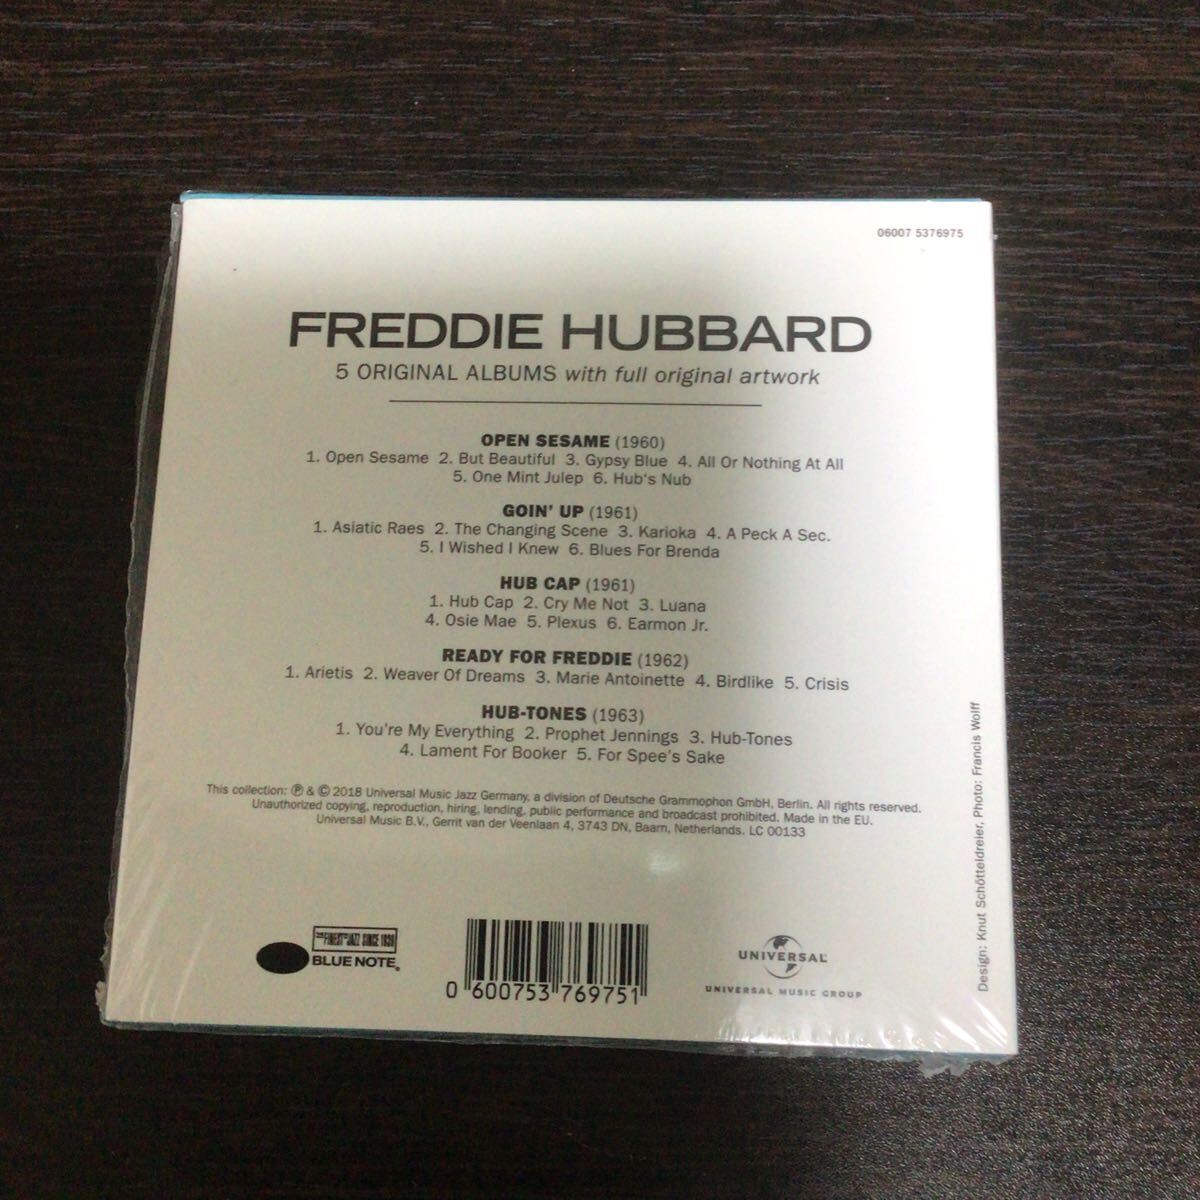 06007 5376975
FREDDIE HUBBARD
5 ORIGINAL ALBUMS with full original artwork
OPEN SESAME (1960)
1. Open Sesame 2. But Beautiful 3. Gypsy Blue 4. All Or Nothing At All
5. One Mint Julep 6. Hub's Nub
GOIN' UP (1961)
1. Asiatic Raes 2. The Changing Scene 3. Karioka 4. A Peck A Sec.
5. I Wished I Knew 6. Blues For Brenda
HUB CAP (1961)
1. Hub Cap 2. Cry Me Not 3. Luana
4. Osie Mae 5. Plexus 6. Earmon Jr.
READY FOR FREDDIE (1962)
1. Arietis 2. Weaver Of Dreams 3. Marie Antoinette 4. Birdlike 5. Crisis
HUB-TONES (1963)
1. You're My Everything 2. Prophet Jennings 3. Hub-Tones
4. Lament For Booker 5. For Spee's Sake
This collection: ℗ & © 2018 Universal Music Jazz Germany, a division of Deutsche Grammophon GmbH, Berlin. All rights reserved.
Unauthorized copying, reproduction, hiring, lending, public performance and broadcast prohibited. Made in the EU.
Universal Music B.V., Gerrit van der Veenlaan 4, 3743 DN, Baarn, Netherlands. LC 00133
Design: Knut Schötteldreier, Photo: Francis Wolff
THE FINEST IN JAZZ SINCE 1939
BLUE NOTE®
0 600753 769751
UNIVERSAL
UNIVERSAL MUSIC GROUP